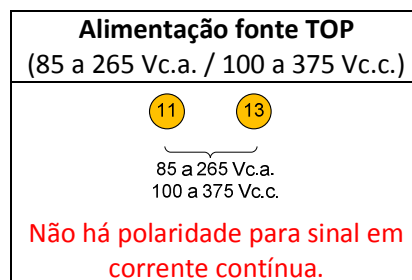 Alimentação fonte TOP
(85 a 265 Vc.a. / 100 a 375 Vc.c.)
11 13
85 a 265 Vc.a.
100 a 375 Vc.c.
Não há polaridade para sinal em
corrente contínua.